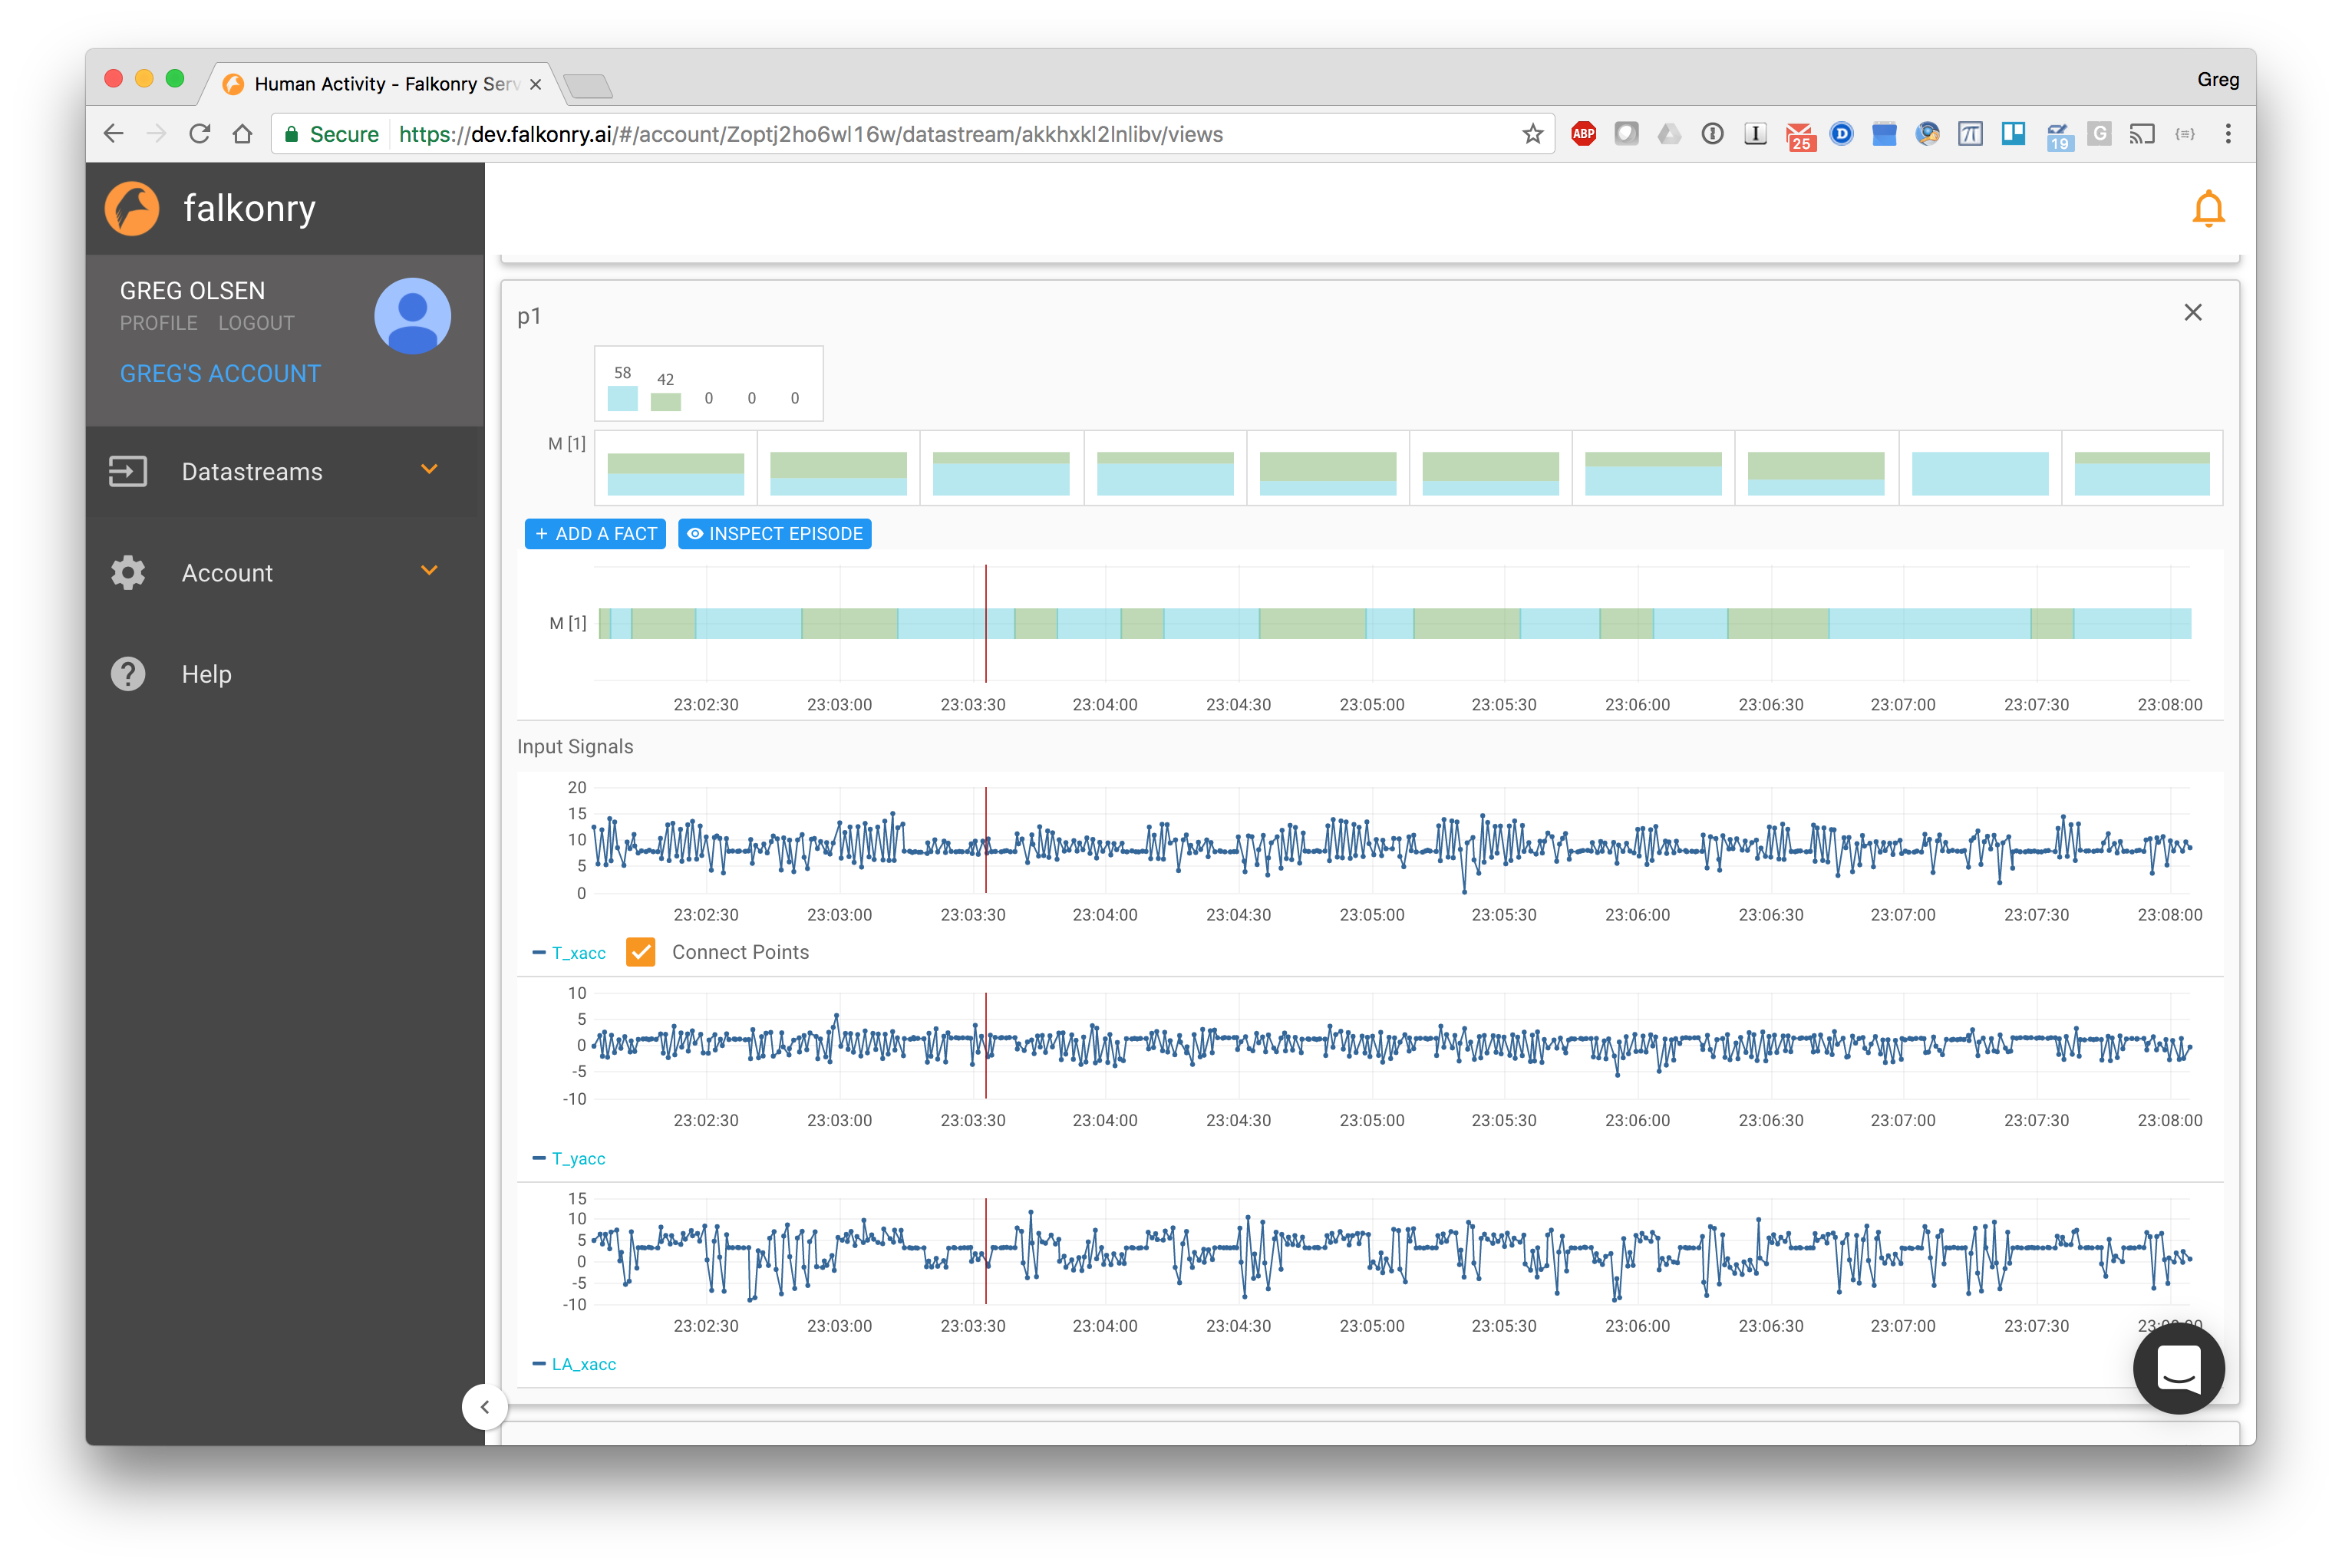 Human Activity - Falkonry Serv
Greg
Secure https://dev.falkonry.ai/#/account/Zoptj2ho6wl16w/datastream/akkhxkl2lnlibv/views
ABP
I
25
D
π
19
G
falkonry
GREG OLSEN
PROFILE LOGOUT
GREG'S ACCOUNT
Datastreams
Account
Help
p1
58 42 0 0 0
M [1]
+ ADD A FACT
INSPECT EPISODE
M [1]
23:02:30 23:03:00 23:03:30 23:04:00 23:04:30 23:05:00 23:05:30 23:06:00 23:06:30 23:07:00 23:07:30 23:08:00
Input Signals
20
15
10
5
0
23:02:30 23:03:00 23:03:30 23:04:00 23:04:30 23:05:00 23:05:30 23:06:00 23:06:30 23:07:00 23:07:30 23:08:00
T_xacc Connect Points
10
5
0
-5
-10
23:02:30 23:03:00 23:03:30 23:04:00 23:04:30 23:05:00 23:05:30 23:06:00 23:06:30 23:07:00 23:07:30 23:08:00
T_yacc
15
10
5
0
-5
-10
23:02:30 23:03:00 23:03:30 23:04:00 23:04:30 23:05:00 23:05:30 23:06:00 23:06:30 23:07:00 23:07:30
LA_xacc